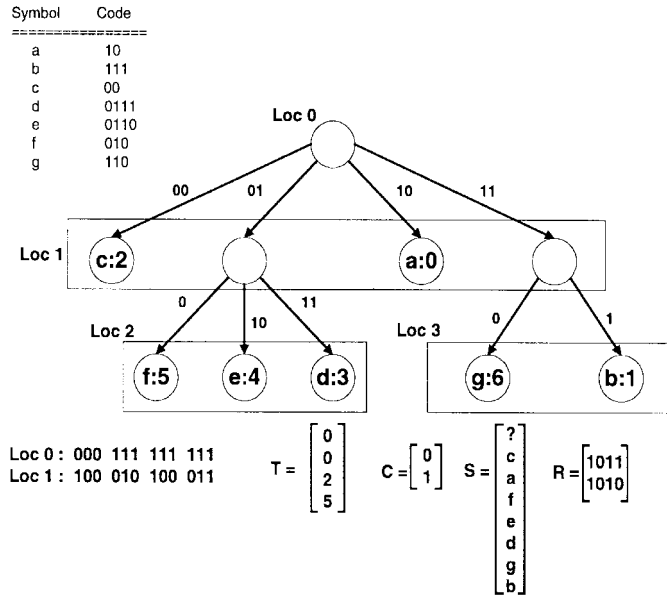 Symbol Code
================
a 10
b 111
c 00
d 0111
e 0110
f 010
g 110
Loc 0
00 01 10 11
Loc 1
c:2 a:0
0 10 11 0 1
Loc 2 Loc 3
f:5 e:4 d:3 g:6 b:1
Loc 0 : 000 111 111 111
Loc 1 : 100 010 100 011
T =
0
0
2
5
C =
0
1
S =
?
c
a
f
e
d
g
b
R =
1011
1010